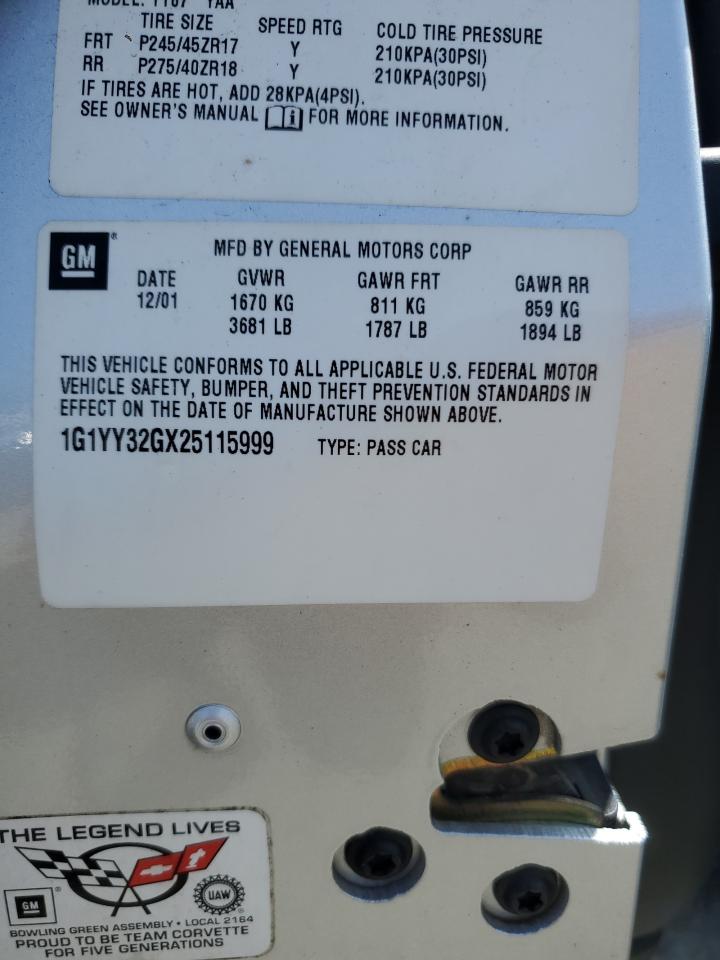 MODEL: YY67 YAA
TIRE SIZE SPEED RTG COLD TIRE PRESSURE
FRT P245/45ZR17 Y 210KPA(30PSI)
RR P275/40ZR18 Y 210KPA(30PSI)
IF TIRES ARE HOT, ADD 28KPA(4PSI).
SEE OWNER'S MANUAL FOR MORE INFORMATION.
GM®
MFD BY GENERAL MOTORS CORP
DATE GVWR GAWR FRT GAWR RR
12/01 1670 KG 811 KG 859 KG
3681 LB 1787 LB 1894 LB
THIS VEHICLE CONFORMS TO ALL APPLICABLE U.S. FEDERAL MOTOR
VEHICLE SAFETY, BUMPER, AND THEFT PREVENTION STANDARDS IN
EFFECT ON THE DATE OF MANUFACTURE SHOWN ABOVE.
1G1YY32GX25115999 TYPE: PASS CAR
THE LEGEND LIVES
GM® UAW
BOWLING GREEN ASSEMBLY • LOCAL 2164
PROUD TO BE TEAM CORVETTE
FOR FIVE GENERATIONS